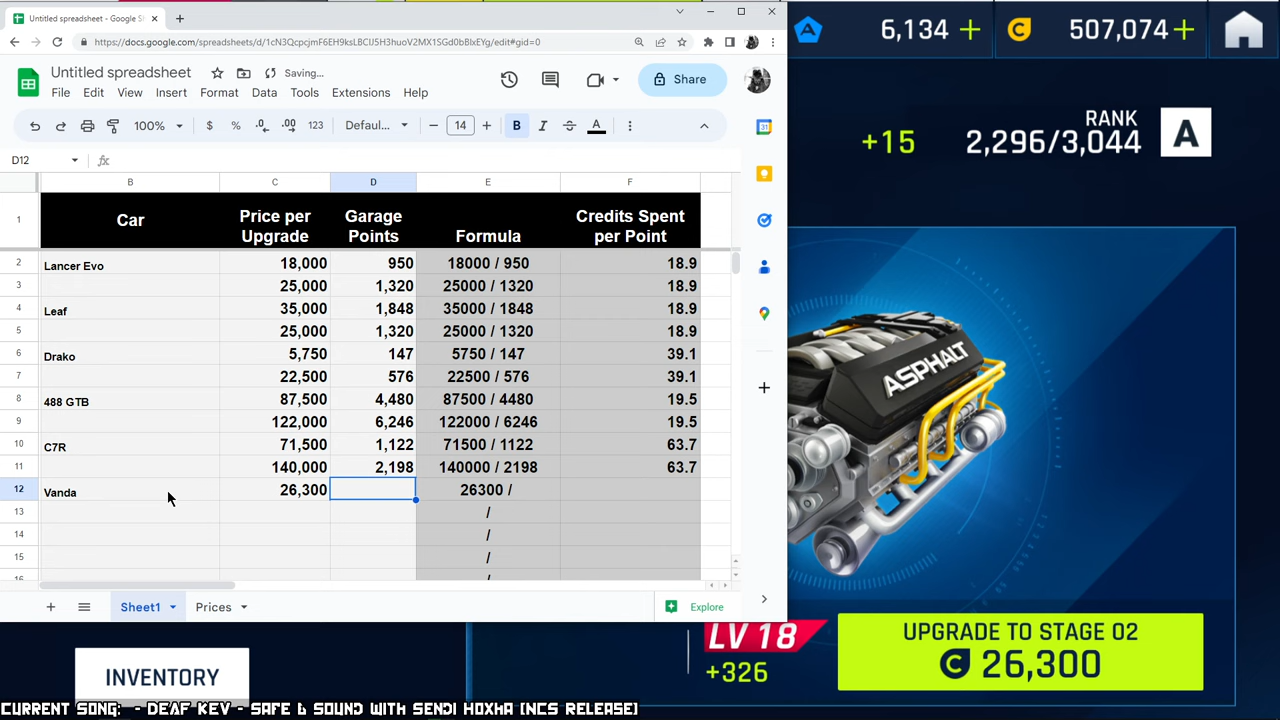 Untitled spreadsheet - Google Sh
https://docs.google.com/spreadsheets/d/
Untitled spreadsheet
Saving...
File Edit View Insert Format Data Tools Extensions Help
Share
100% $ % .0 .00 123 Defaul... 14 B I S A
D12 fx
B C D E F
1 Car Price per Upgrade Garage Points Formula Credits Spent per Point
2 Lancer Evo 18,000 950 18000 / 950 18.9
3 25,000 1,320 25000 / 1320 18.9
4 Leaf 35,000 1,848 35000 / 1848 18.9
5 25,000 1,320 25000 / 1320 18.9
6 Drako 5,750 147 5750 / 147 39.1
7 22,500 576 22500 / 576 39.1
8 488 GTB 87,500 4,480 87500 / 4480 19.5
9 122,000 6,246 122000 / 6246 19.5
10 C7R 71,500 1,122 71500 / 1122 63.7
11 140,000 2,198 140000 / 2198 63.7
12 Vanda 26,300 26300 /
13 /
14 /
15 /
16 /
Sheet1 Prices Explore
6,134 + 507,074 +
RANK
+15 2,296/3,044 A
ASPHALT
LV 18
+326
UPGRADE TO STAGE 02
26,300
INVENTORY
CURRENT SONG: - DEAF KEV - SAFE & SOUND WITH SENDI HOXHA [NCS RELEASE]